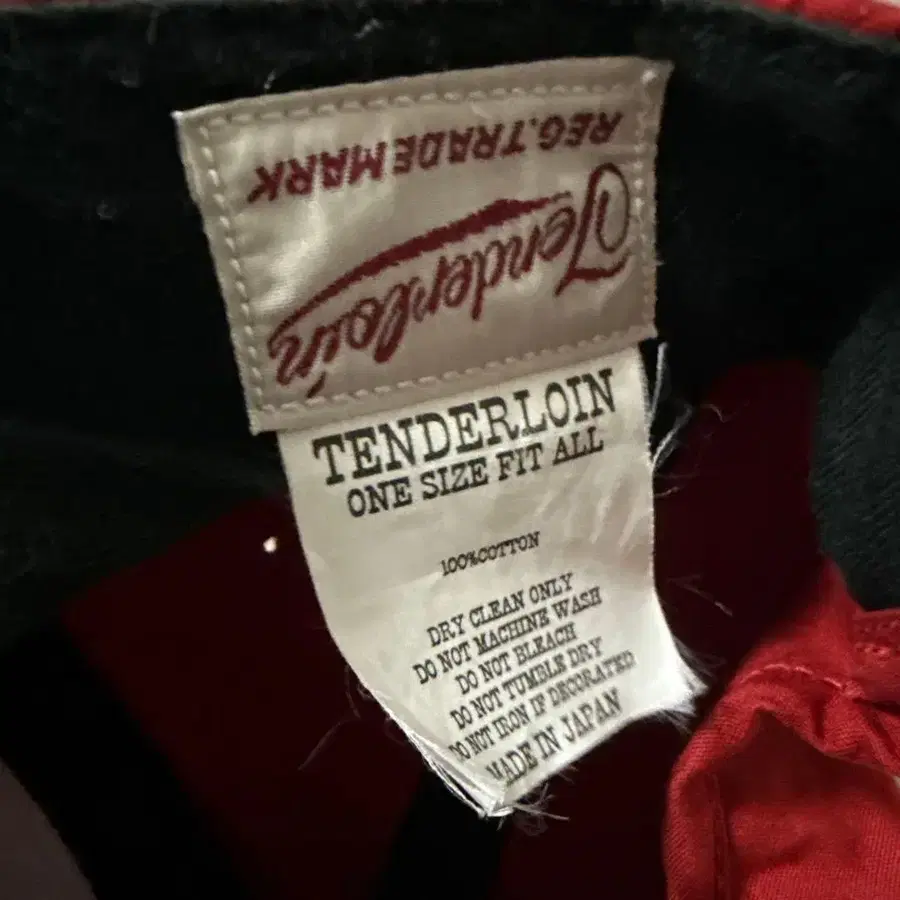 Tenderloin
REG.TRADE MARK
TENDERLOIN
ONE SIZE FIT ALL
100%COTTON
DRY CLEAN ONLY
DO NOT MACHINE WASH
DO NOT BLEACH
DO NOT TUMBLE DRY
DO NOT IRON IF DECORATED
MADE IN JAPAN